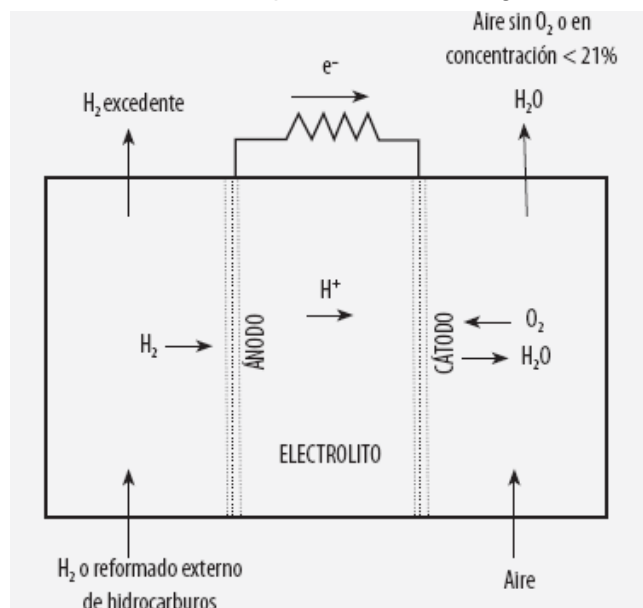 Aire sin O₂ o en
concentración < 21%
e⁻
H₂ excedente
H₂O
H⁺
H₂
ÁNODO
CÁTODO
O₂
H₂O
ELECTROLITO
H₂ o reformado externo
de hidrocarburos
Aire